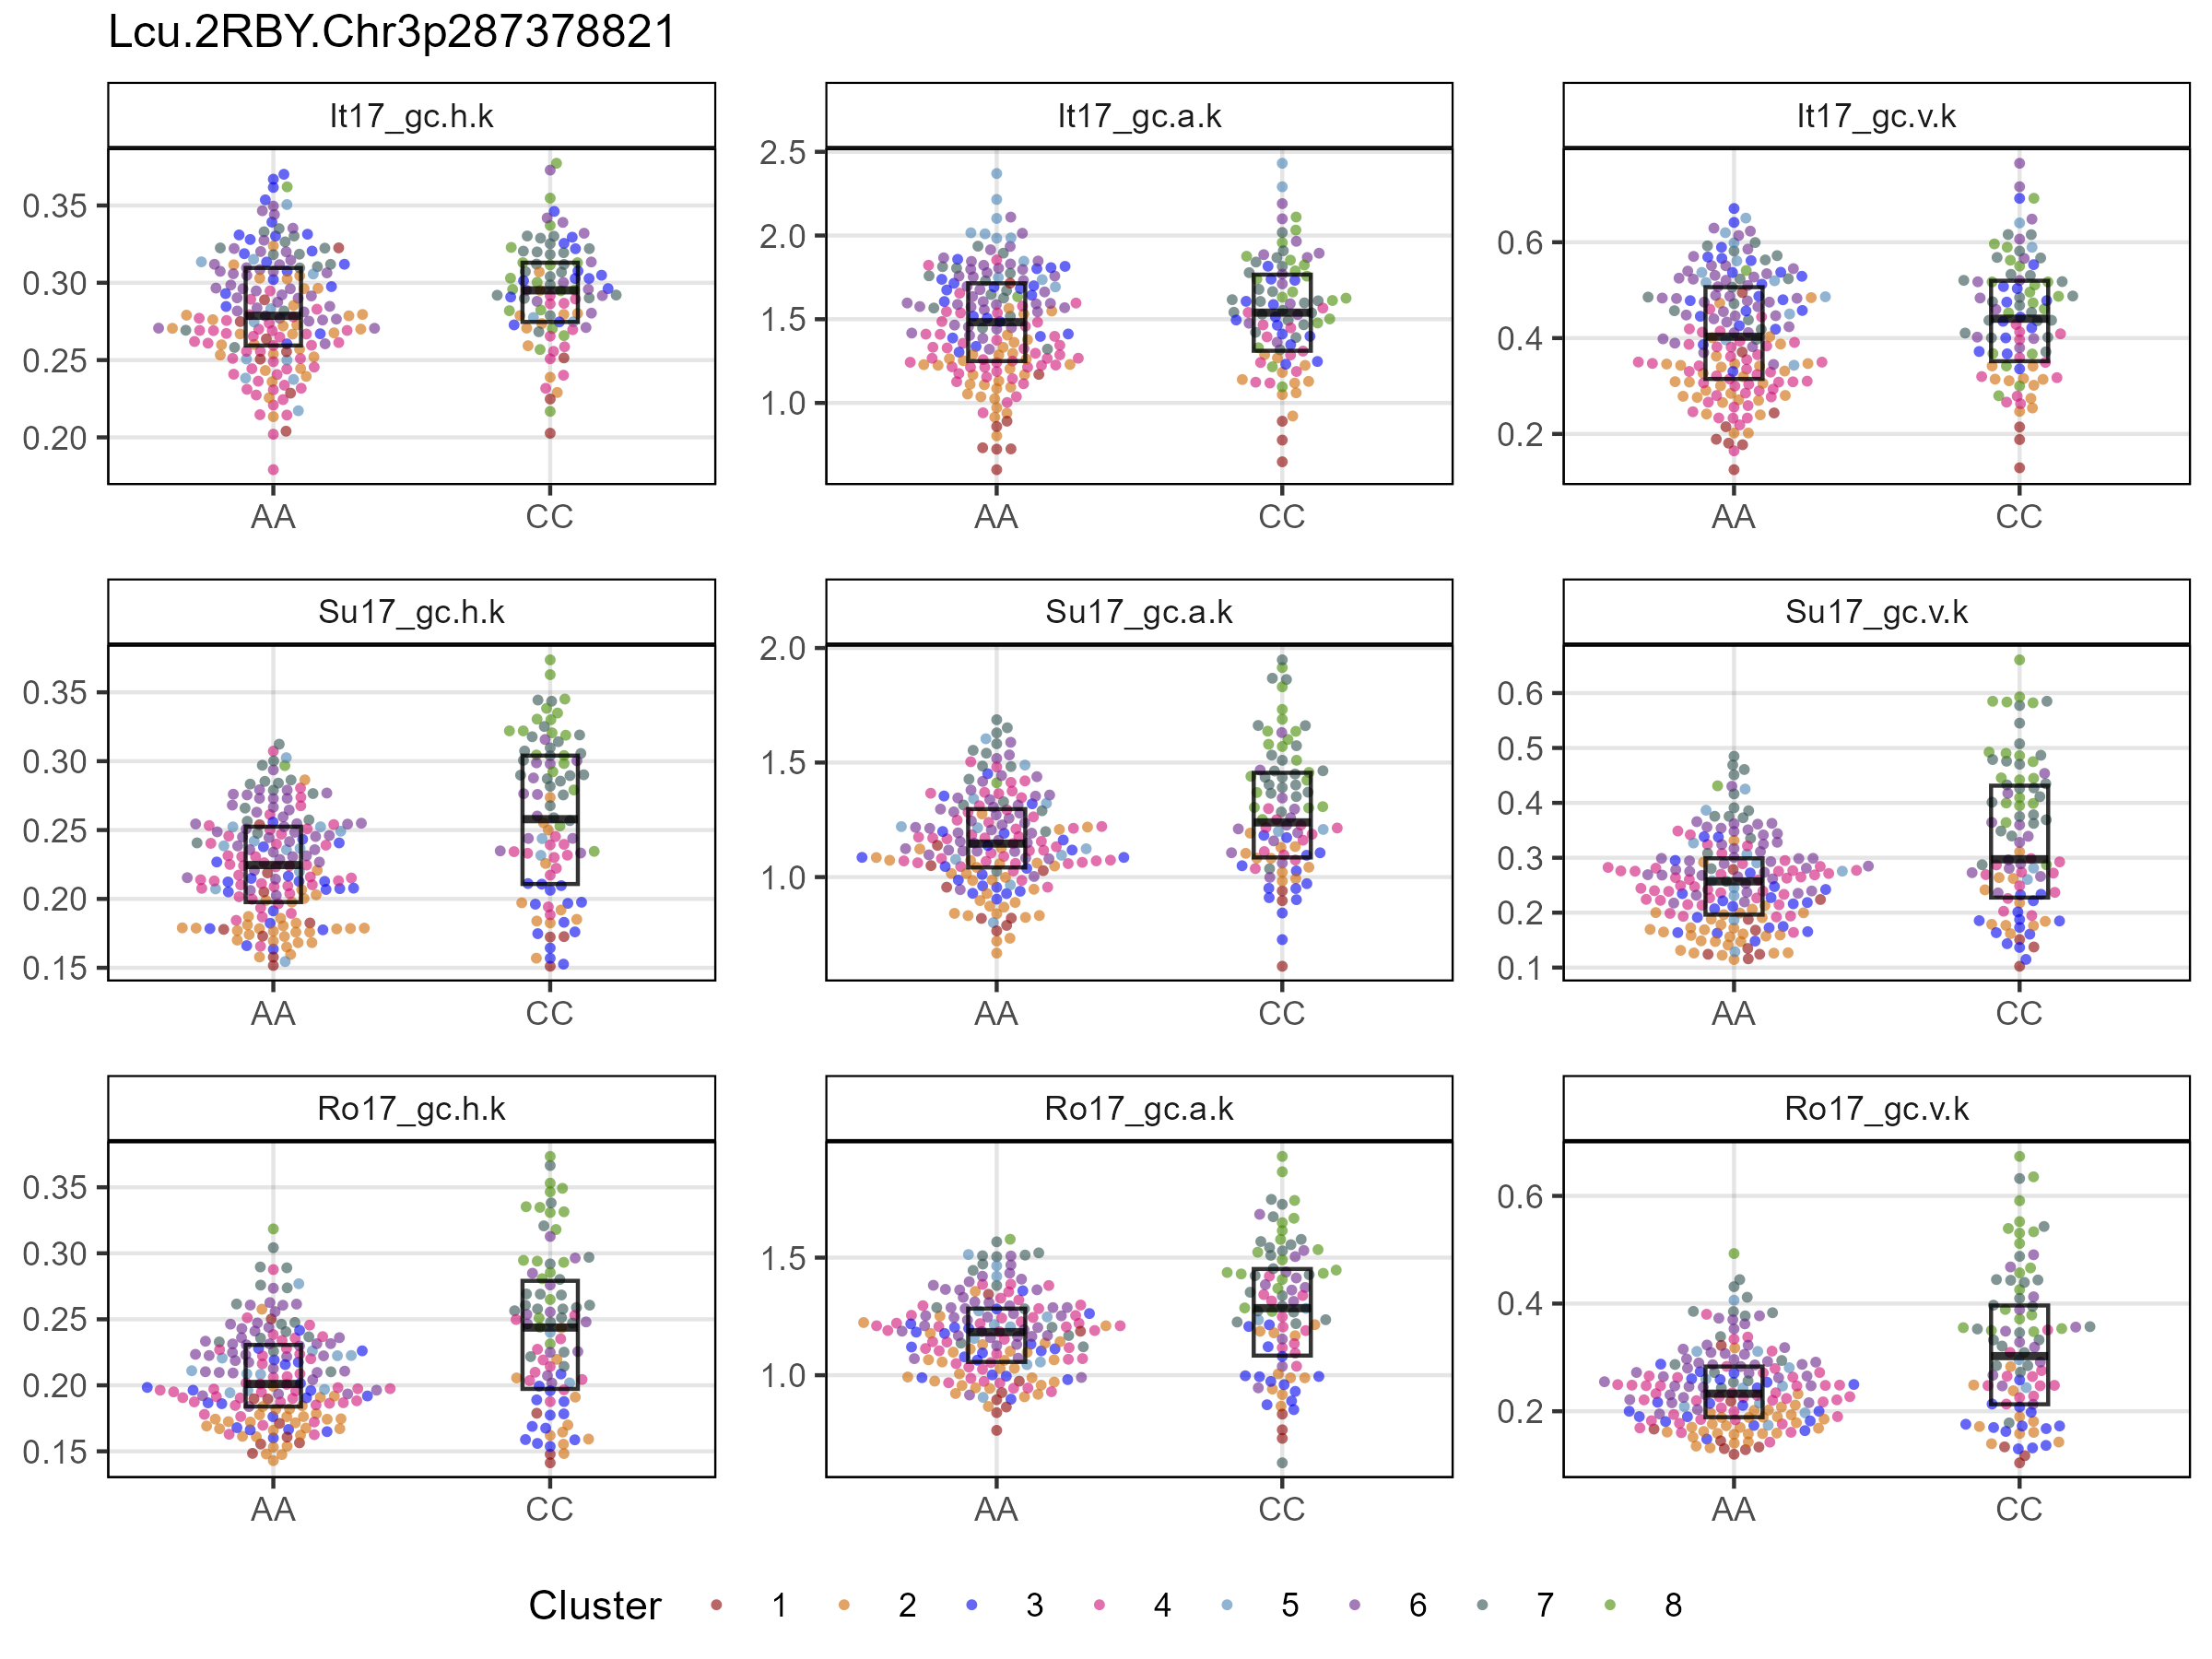 Lcu.2RBY.Chr3p287378821
It17_gc.h.k
It17_gc.a.k
It17_gc.v.k
0.35
0.30
0.25
0.20
2.5
2.0
1.5
1.0
0.6
0.4
0.2
AA
CC
AA
CC
AA
CC
Su17_gc.h.k
Su17_gc.a.k
Su17_gc.v.k
0.35
0.30
0.25
0.20
0.15
2.0
1.5
1.0
0.6
0.5
0.4
0.3
0.2
0.1
AA
CC
AA
CC
AA
CC
Ro17_gc.h.k
Ro17_gc.a.k
Ro17_gc.v.k
0.35
0.30
0.25
0.20
0.15
1.5
1.0
0.6
0.4
0.2
AA
CC
AA
CC
AA
CC
Cluster 1 2 3 4 5 6 7 8